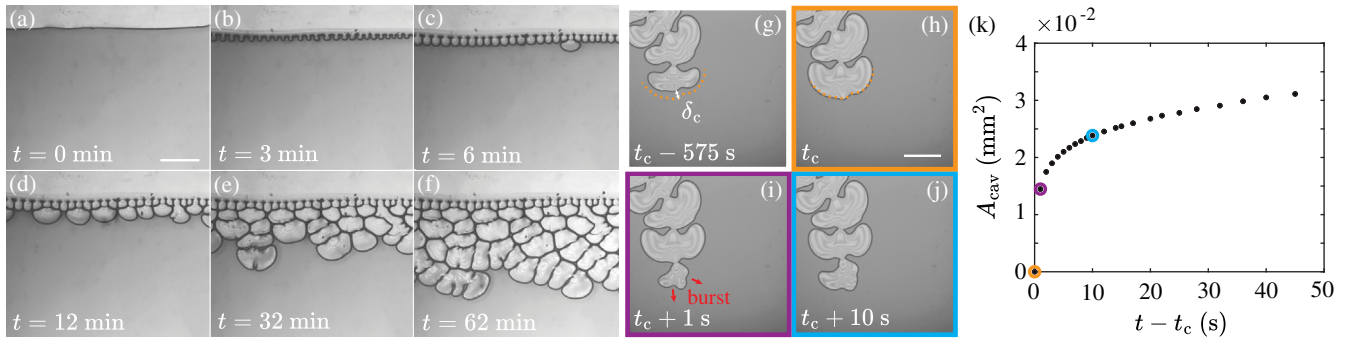 (a)
t = 0 min
(b)
t = 3 min
(c)
t = 6 min
(d)
t = 12 min
(e)
t = 32 min
(f)
t = 62 min
(g)
δc
tc − 575 s
(h)
tc
(i)
burst
tc + 1 s
(j)
tc + 10 s
(k)
×10⁻²
4
3
2
1
0
Acav (mm²)
0 10 20 30 40 50
t − tc (s)